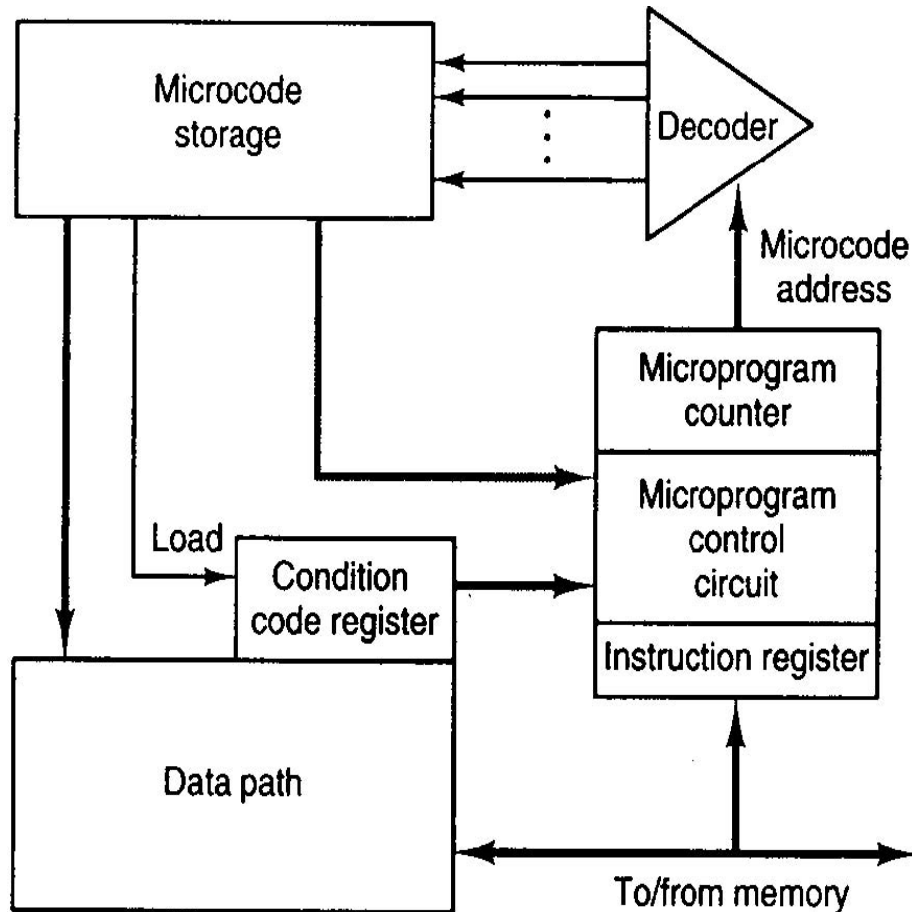 Microcode
storage
Decoder
Microcode
address
Microprogram
counter
Microprogram
control
circuit
Load
Condition
code register
Instruction register
Data path
To/from memory